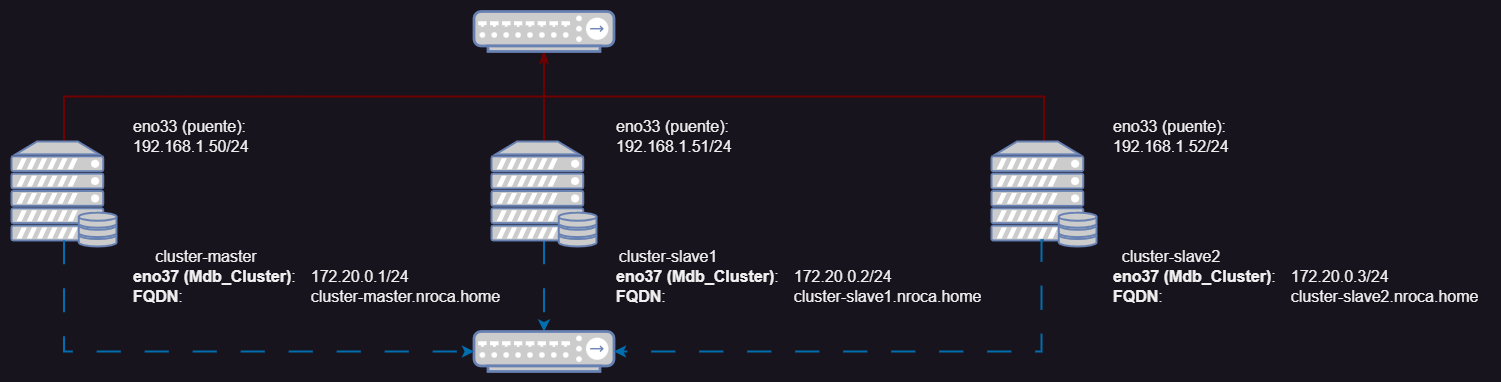 eno33 (puente):
192.168.1.50/24
eno33 (puente):
192.168.1.51/24
eno33 (puente):
192.168.1.52/24
cluster-master
eno37 (Mdb_Cluster): 172.20.0.1/24
FQDN: cluster-master.nroca.home
cluster-slave1
eno37 (Mdb_Cluster): 172.20.0.2/24
FQDN: cluster-slave1.nroca.home
cluster-slave2
eno37 (Mdb_Cluster): 172.20.0.3/24
FQDN: cluster-slave2.nroca.home